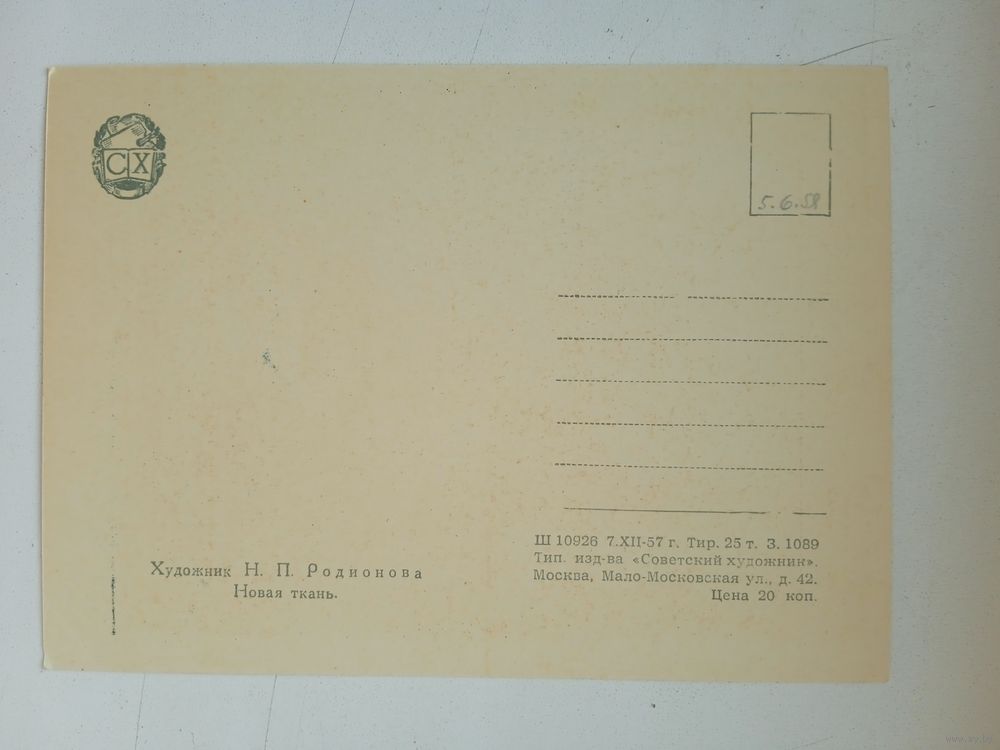 СХ
5.6.58
Художник Н. П. Родионова
Новая ткань.
Ш 10926 7.XII-57 г. Тир. 25 т. З. 1089
Тип. изд-ва «Советский художник».
Москва, Мало-Московская ул., д. 42.
Цена 20 коп.